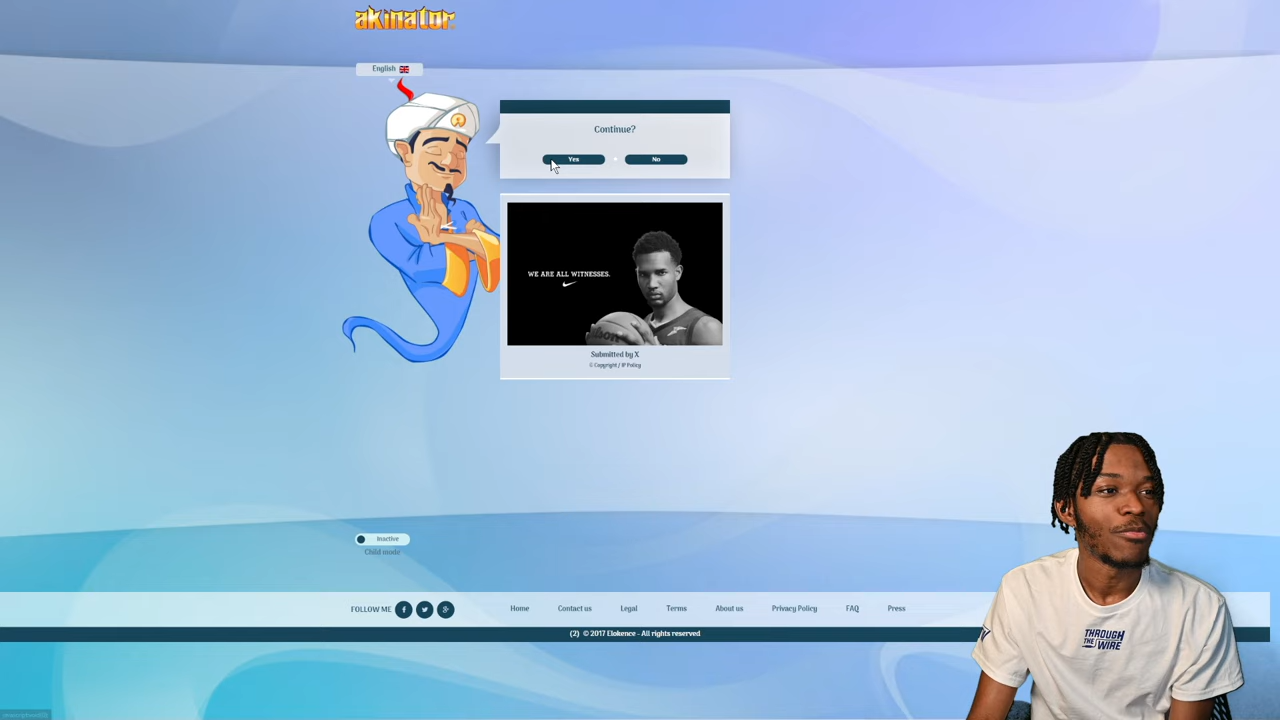 akinator
English
Continue?
Yes
No
WE ARE ALL WITNESSES.
Submitted by X
© Copyright / IP Policy
Inactive
Child mode
FOLLOW ME
Home
Contact us
Legal
Terms
About us
Privacy Policy
FAQ
Press
(2) © 2017 Elokence - All rights reserved
THROUGH
THE WIRE